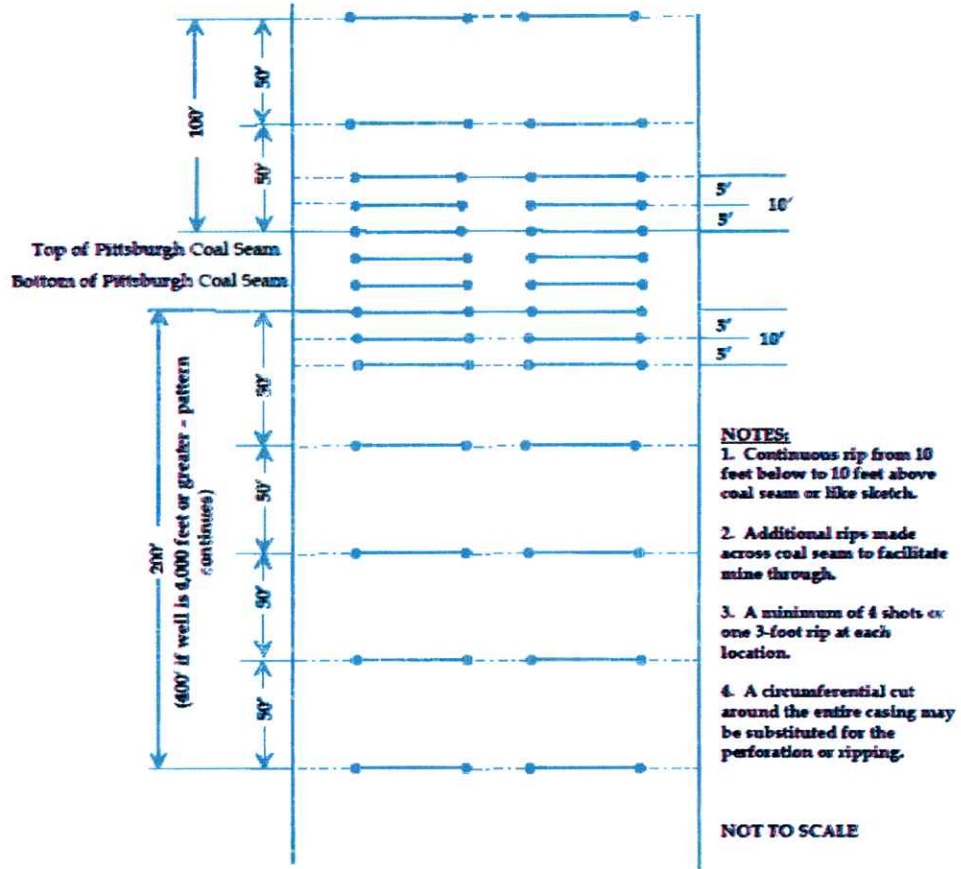 100'
50'
50'
5'
10'
5'
Top of Pittsburgh Coal Seam
Bottom of Pittsburgh Coal Seam
5'
10'
5'
200'
(400' if well is 4,000 feet or greater - pattern
continues)
50'
50'
50'
50'
NOTES:
1. Continuous rip from 10
feet below to 10 feet above
coal seam or like sketch.
2. Additional rips made
across coal seam to facilitate
mine through.
3. A minimum of 4 shots or
one 3-foot rip at each
location.
4. A circumferential cut
around the entire casing may
be substituted for the
perforation or ripping.
NOT TO SCALE